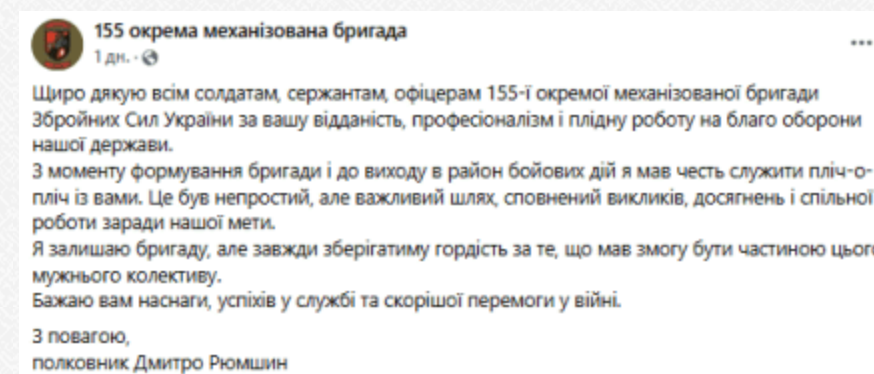 155 окрема механізована бригада
1 дн. ·
Щиро дякую всім солдатам, сержантам, офіцерам 155-ї окремої механізованої бригади
Збройних Сил України за вашу відданість, професіоналізм і плідну роботу на благо оборони
нашої держави.
З моменту формування бригади і до виходу в район бойових дій я мав честь служити пліч-о-
пліч із вами. Це був непростий, але важливий шлях, сповнений викликів, досягнень і спільної
роботи заради нашої мети.
Я залишаю бригаду, але завжди зберігатиму гордість за те, що мав змогу бути частиною цього
мужнього колективу.
Бажаю вам наснаги, успіхів у службі та скорішої перемоги у війні.
З повагою,
полковник Дмитро Рюмшин